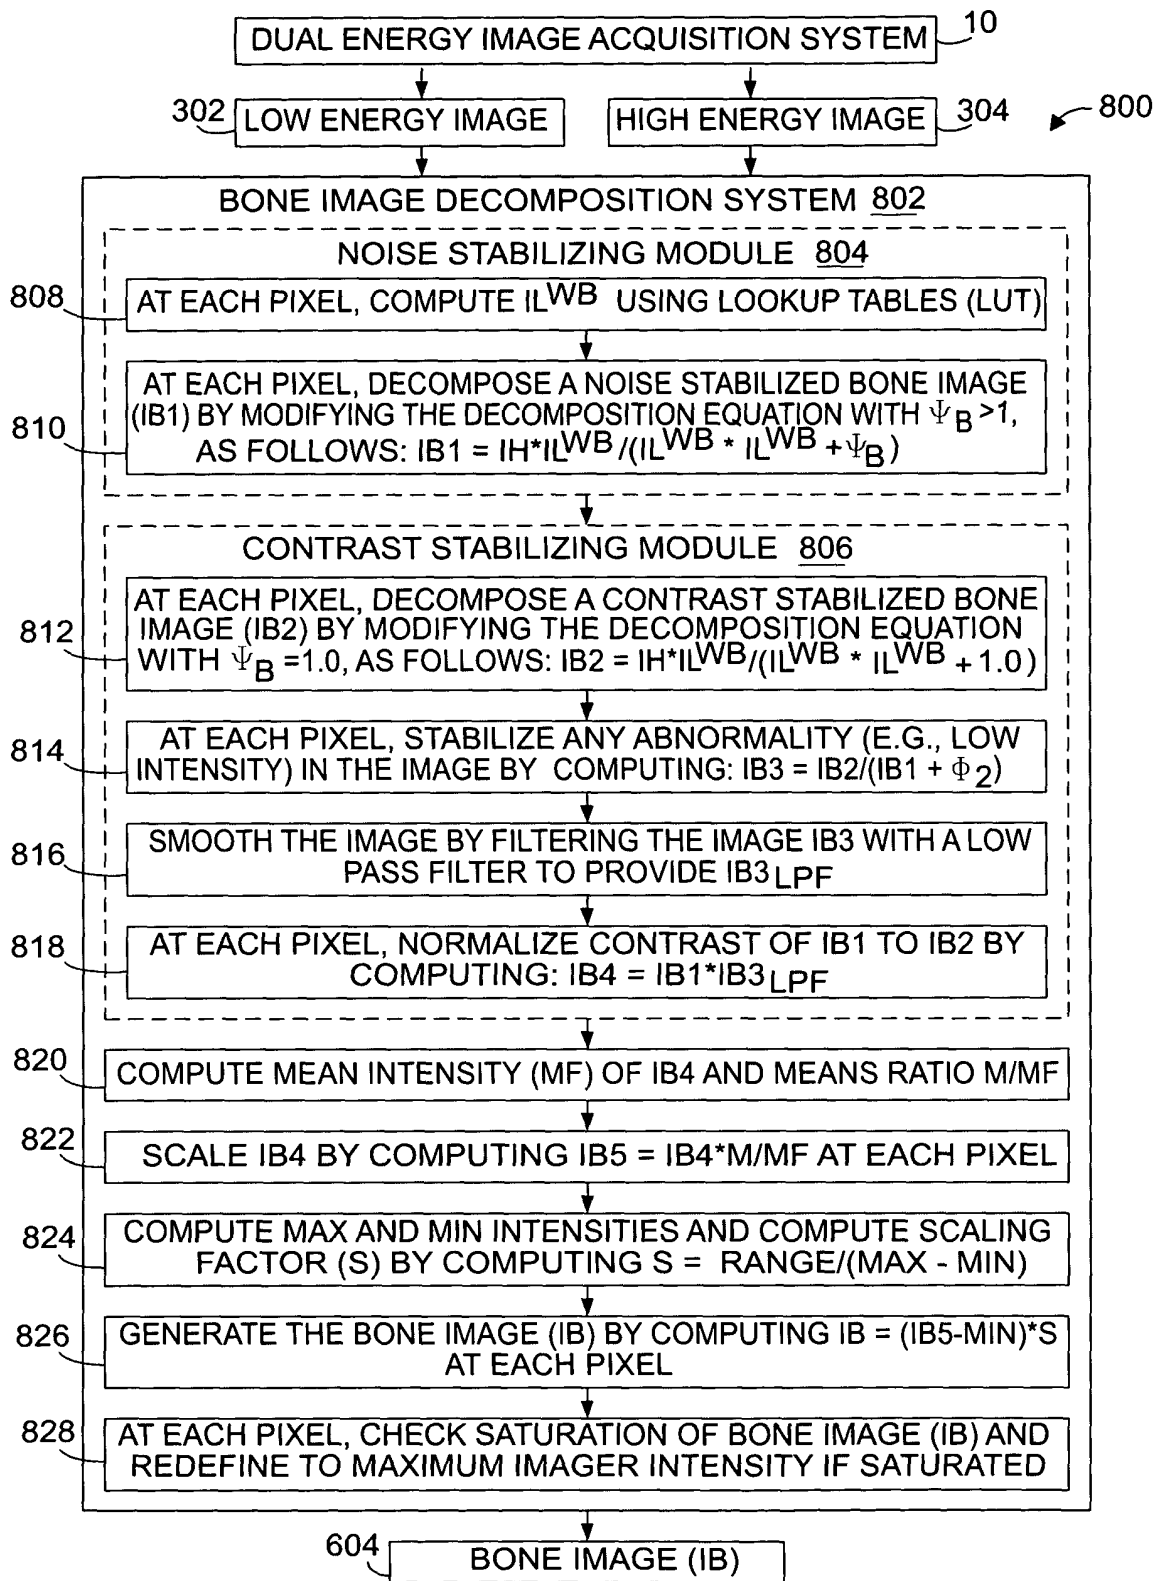 DUAL ENERGY IMAGE ACQUISITION SYSTEM 10
302 LOW ENERGY IMAGE HIGH ENERGY IMAGE 304 800
BONE IMAGE DECOMPOSITION SYSTEM 802
NOISE STABILIZING MODULE 804
808 AT EACH PIXEL, COMPUTE IL^WB USING LOOKUP TABLES (LUT)
AT EACH PIXEL, DECOMPOSE A NOISE STABILIZED BONE IMAGE
(IB1) BY MODIFYING THE DECOMPOSITION EQUATION WITH Ψ_B >1,
810 AS FOLLOWS: IB1 = IH*IL^WB/(IL^WB * IL^WB +Ψ_B)
CONTRAST STABILIZING MODULE 806
AT EACH PIXEL, DECOMPOSE A CONTRAST STABILIZED BONE
812 IMAGE (IB2) BY MODIFYING THE DECOMPOSITION EQUATION
WITH Ψ_B =1.0, AS FOLLOWS: IB2 = IH*IL^WB/(IL^WB * IL^WB + 1.0)
814 AT EACH PIXEL, STABILIZE ANY ABNORMALITY (E.G., LOW
INTENSITY) IN THE IMAGE BY COMPUTING: IB3 = IB2/(IB1 + Φ_2)
816 SMOOTH THE IMAGE BY FILTERING THE IMAGE IB3 WITH A LOW
PASS FILTER TO PROVIDE IB3_LPF
818 AT EACH PIXEL, NORMALIZE CONTRAST OF IB1 TO IB2 BY
COMPUTING: IB4 = IB1*IB3_LPF
820 COMPUTE MEAN INTENSITY (MF) OF IB4 AND MEANS RATIO M/MF
822 SCALE IB4 BY COMPUTING IB5 = IB4*M/MF AT EACH PIXEL
824 COMPUTE MAX AND MIN INTENSITIES AND COMPUTE SCALING
FACTOR (S) BY COMPUTING S = RANGE/(MAX - MIN)
826 GENERATE THE BONE IMAGE (IB) BY COMPUTING IB = (IB5-MIN)*S
AT EACH PIXEL
828 AT EACH PIXEL, CHECK SATURATION OF BONE IMAGE (IB) AND
REDEFINE TO MAXIMUM IMAGER INTENSITY IF SATURATED
604 BONE IMAGE (IB)